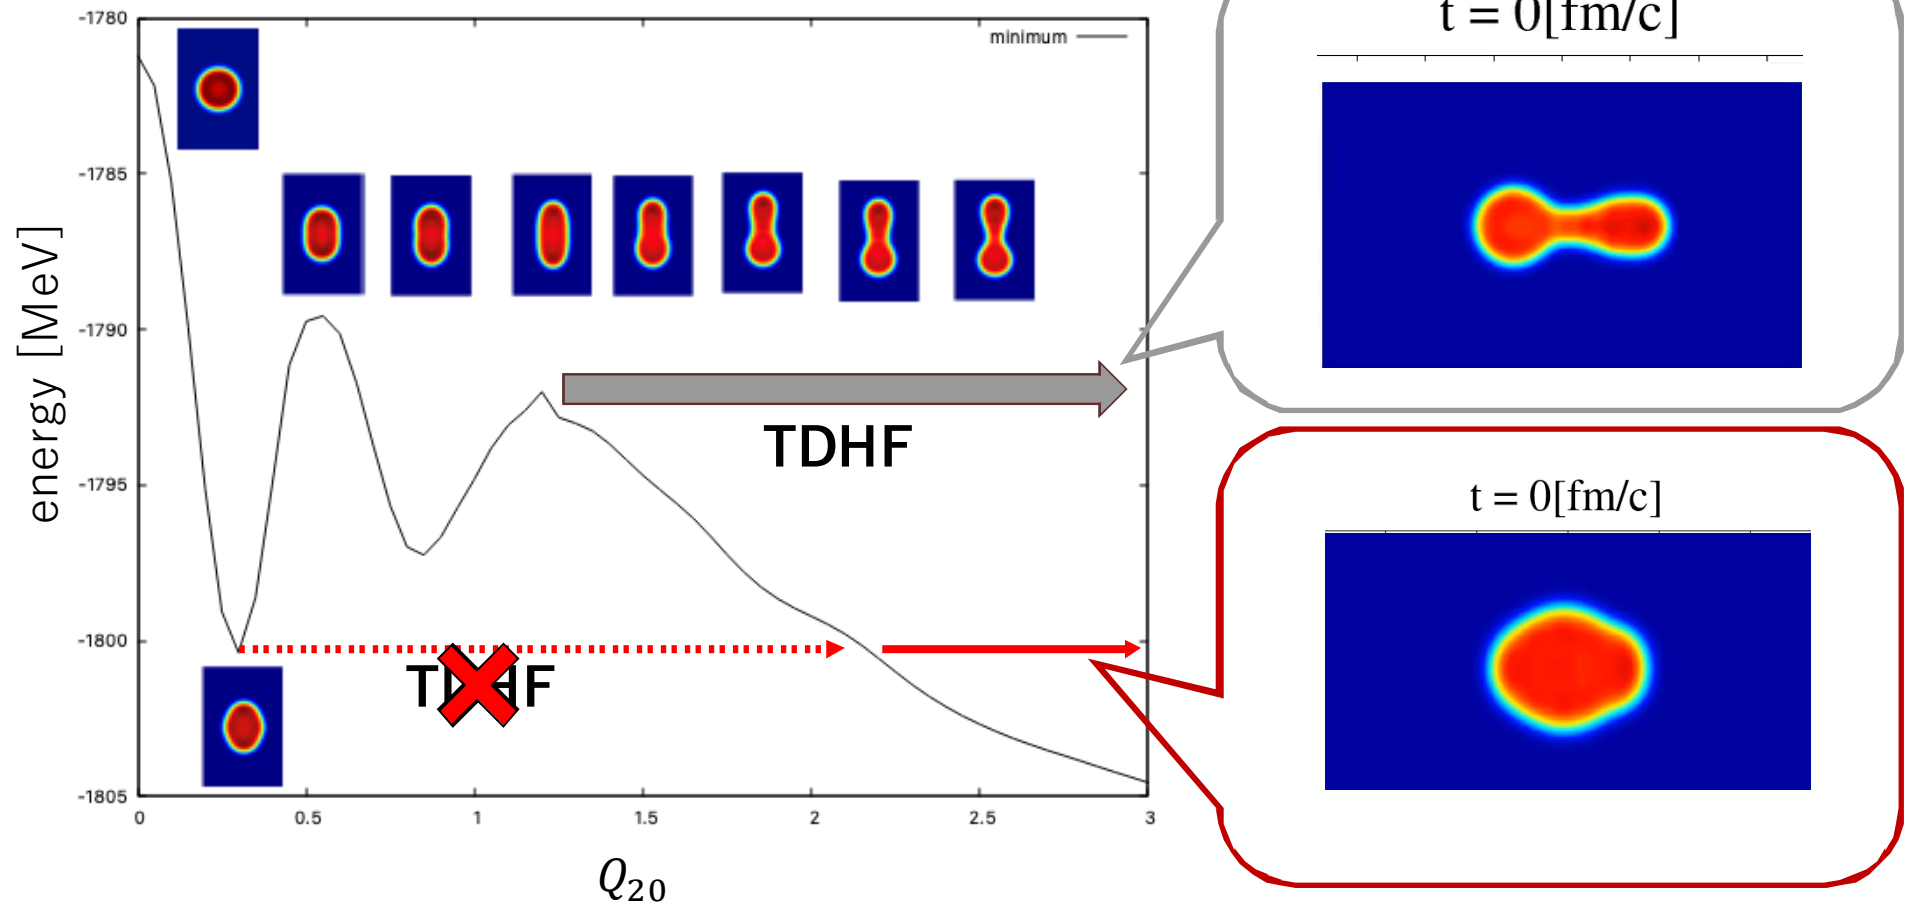 -1780
-1785
-1790
-1795
-1800
-1805
energy [MeV]
0
0.5
1
1.5
2
2.5
3
Q₂₀
minimum
TDHF
t = 0[fm/c]
t = 0[fm/c]